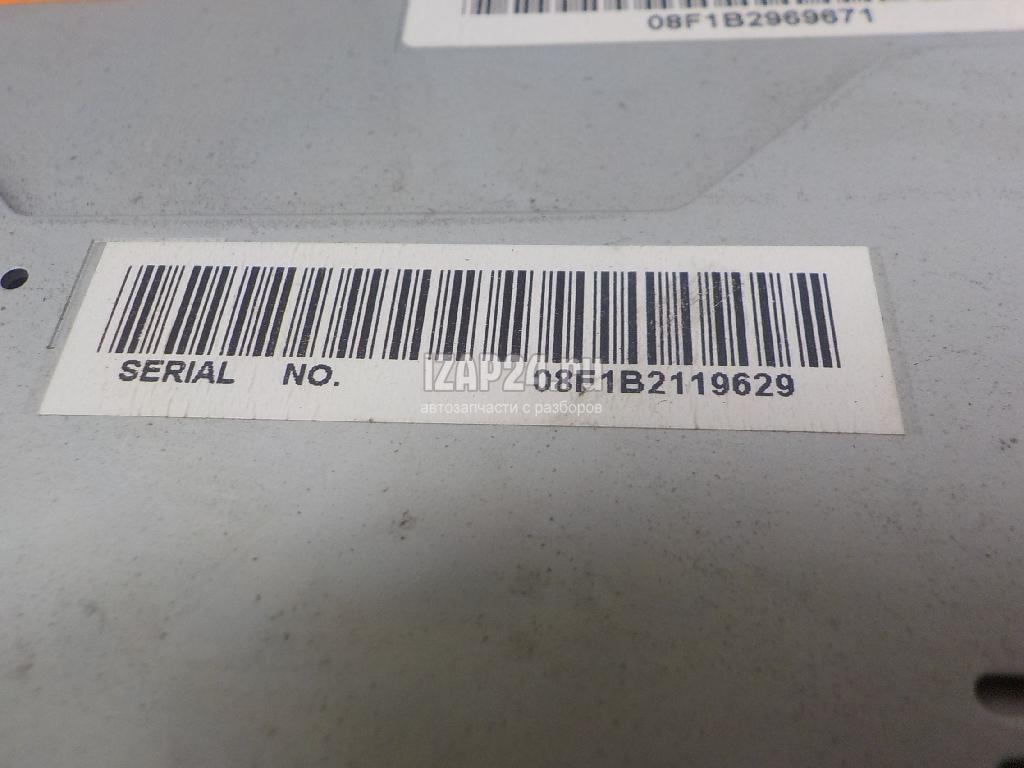 08F1B2969671
SERIAL NO. 08F1B2119629
IZAP24.ru
автозапчасти с разборов